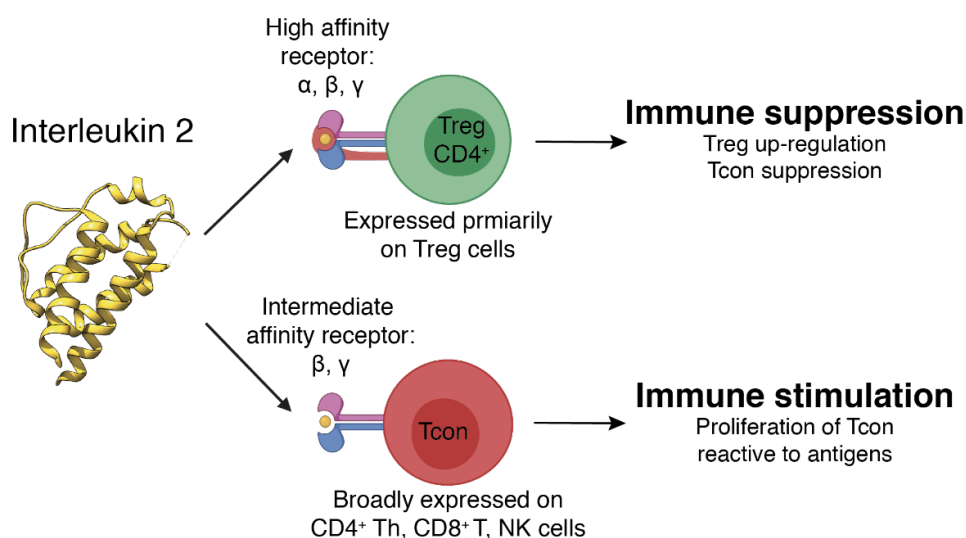 Interleukin 2
High affinity
receptor:
α, β, γ
Treg
CD4⁺
Expressed prmiarily
on Treg cells
Immune suppression
Treg up-regulation
Tcon suppression
Intermediate
affinity receptor:
β, γ
Tcon
Broadly expressed on
CD4⁺ Th, CD8⁺ T, NK cells
Immune stimulation
Proliferation of Tcon
reactive to antigens